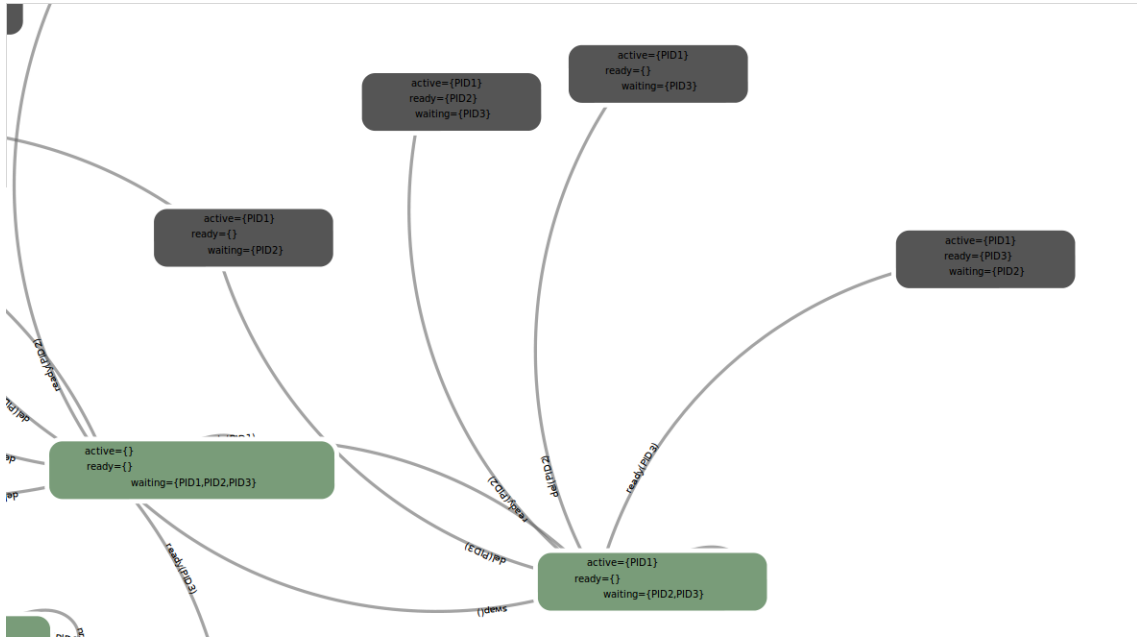 active={PID1}
ready={}
waiting={PID3}
active={PID1}
ready={PID2}
waiting={PID3}
active={PID1}
ready={}
waiting={PID2}
active={PID1}
ready={PID3}
waiting={PID2}
ready(PID2)
active={}
ready={}
waiting={PID1,PID2,PID3}
ready(PID3)
ready(PID2)
del(PID2)
ready(PID3)
del(PID3)
active={PID1}
ready={}
waiting={PID2,PID3}
swap()